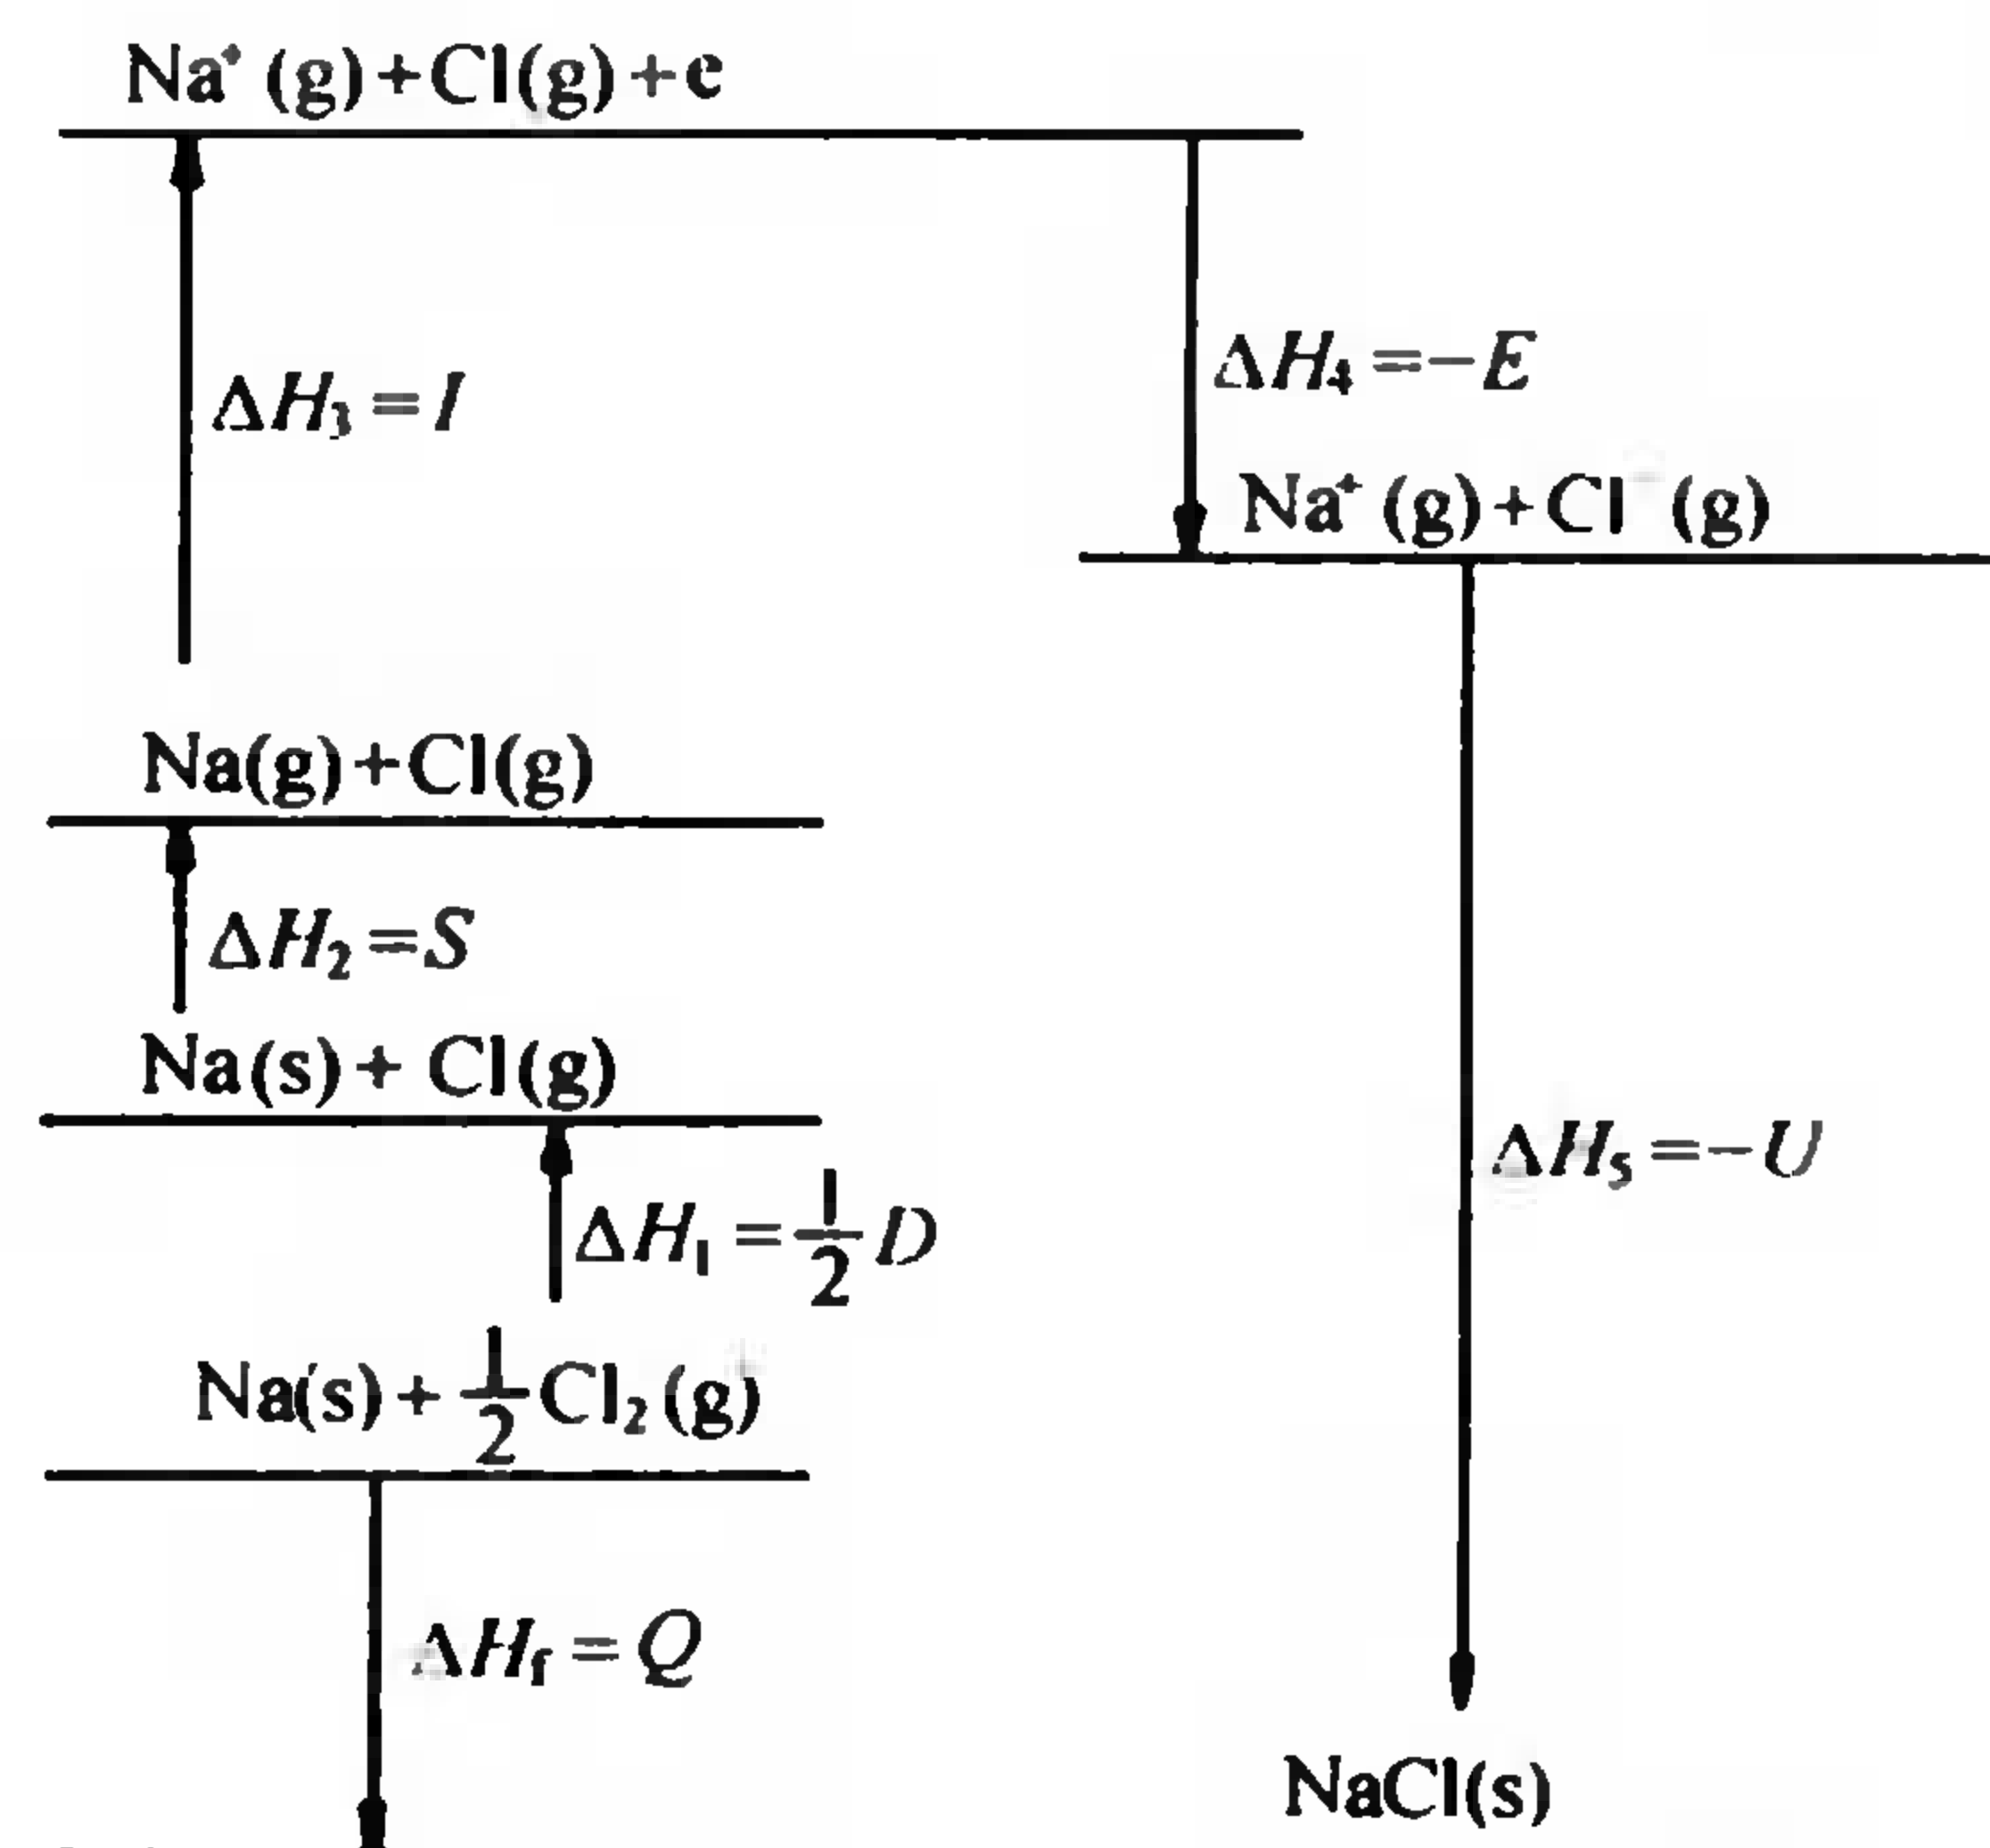 Na⁺ (g)+Cl(g)+e
ΔH₄ =−E
ΔH₃ = I
Na⁺ (g)+Cl⁻ (g)
Na(g)+Cl(g)
ΔH₂ =S
Na(s)+ Cl(g)
ΔH₅ =−U
ΔH₁ =1/2 D
Na(s)+ 1/2 Cl₂ (g)
ΔHf = Q
NaCl(s)